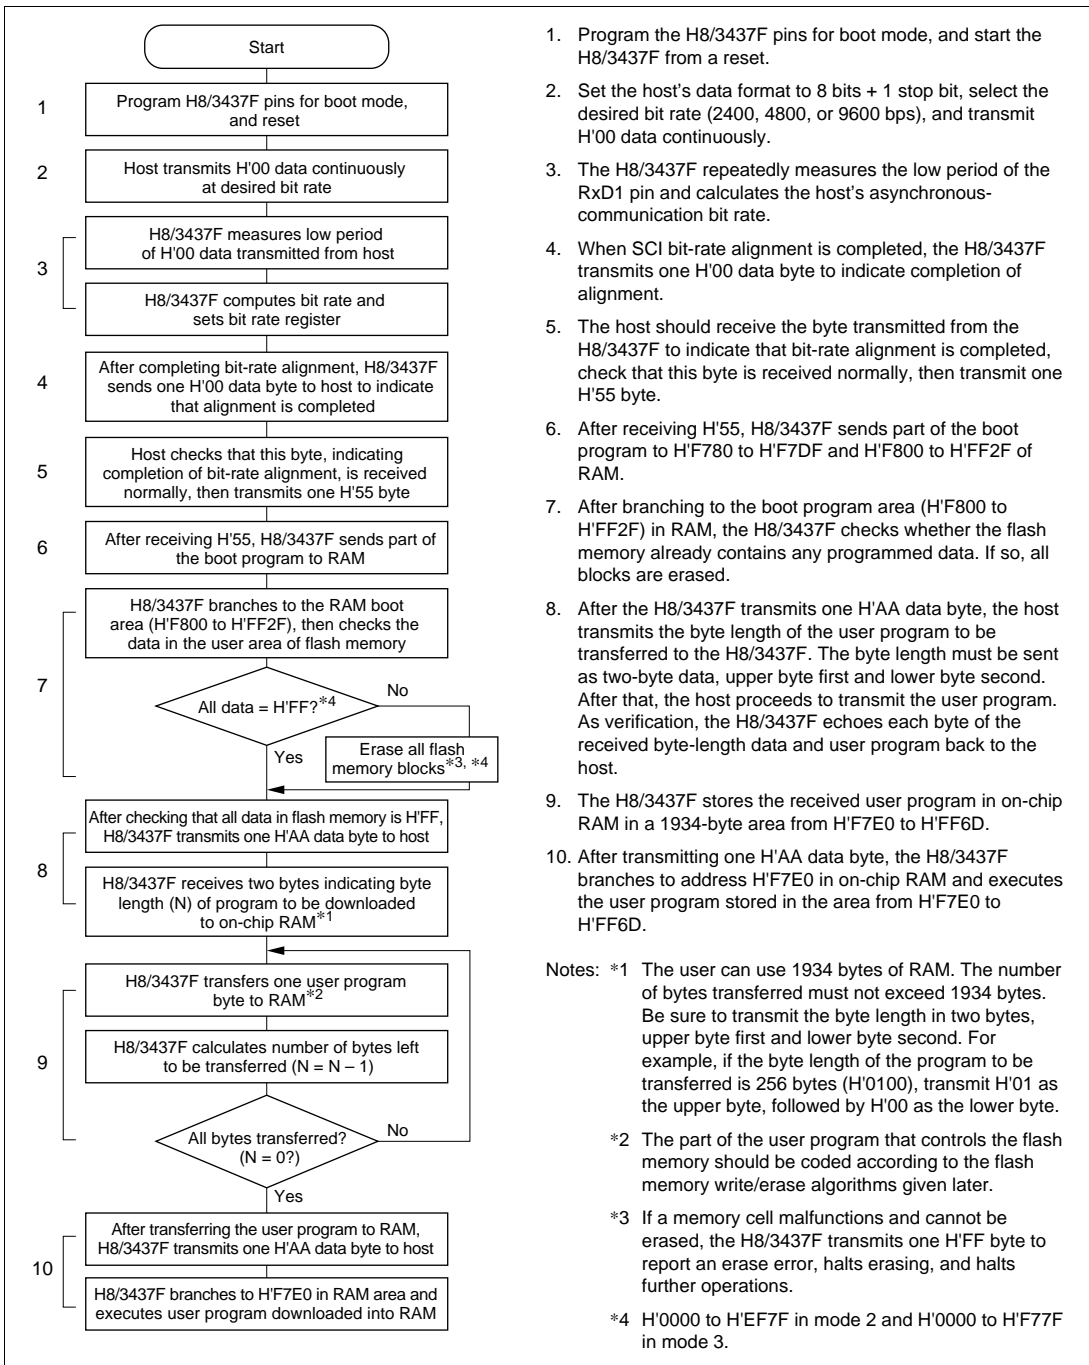 Start
1
Program H8/3437F pins for boot mode,
and reset
2
Host transmits H'00 data continuously
at desired bit rate
3
H8/3437F measures low period
of H'00 data transmitted from host
H8/3437F computes bit rate and
sets bit rate register
4
After completing bit-rate alignment, H8/3437F
sends one H'00 data byte to host to indicate
that alignment is completed
5
Host checks that this byte, indicating
completion of bit-rate alignment, is received
normally, then transmits one H'55 byte
6
After receiving H'55, H8/3437F sends part of
the boot program to RAM
7
H8/3437F branches to the RAM boot
area (H'F800 to H'FF2F), then checks the
data in the user area of flash memory
All data = H'FF?*4
No
Yes
Erase all flash
memory blocks*3, *4
8
After checking that all data in flash memory is H'FF,
H8/3437F transmits one H'AA data byte to host
H8/3437F receives two bytes indicating byte
length (N) of program to be downloaded
to on-chip RAM*1
9
H8/3437F transfers one user program
byte to RAM*2
H8/3437F calculates number of bytes left
to be transferred (N = N – 1)
All bytes transferred?
(N = 0?)
No
Yes
10
After transferring the user program to RAM,
H8/3437F transmits one H'AA data byte to host
H8/3437F branches to H'F7E0 in RAM area and
executes user program downloaded into RAM
1. Program the H8/3437F pins for boot mode, and start the
H8/3437F from a reset.
2. Set the host's data format to 8 bits + 1 stop bit, select the
desired bit rate (2400, 4800, or 9600 bps), and transmit
H'00 data continuously.
3. The H8/3437F repeatedly measures the low period of the
RxD1 pin and calculates the host's asynchronous-
communication bit rate.
4. When SCI bit-rate alignment is completed, the H8/3437F
transmits one H'00 data byte to indicate completion of
alignment.
5. The host should receive the byte transmitted from the
H8/3437F to indicate that bit-rate alignment is completed,
check that this byte is received normally, then transmit one
H'55 byte.
6. After receiving H'55, H8/3437F sends part of the boot
program to H'F780 to H'F7DF and H'F800 to H'FF2F of
RAM.
7. After branching to the boot program area (H'F800 to
H'FF2F) in RAM, the H8/3437F checks whether the flash
memory already contains any programmed data. If so, all
blocks are erased.
8. After the H8/3437F transmits one H'AA data byte, the host
transmits the byte length of the user program to be
transferred to the H8/3437F. The byte length must be sent
as two-byte data, upper byte first and lower byte second.
After that, the host proceeds to transmit the user program.
As verification, the H8/3437F echoes each byte of the
received byte-length data and user program back to the
host.
9. The H8/3437F stores the received user program in on-chip
RAM in a 1934-byte area from H'F7E0 to H'FF6D.
10. After transmitting one H'AA data byte, the H8/3437F
branches to address H'F7E0 in on-chip RAM and executes
the user program stored in the area from H'F7E0 to
H'FF6D.
Notes: *1 The user can use 1934 bytes of RAM. The number
of bytes transferred must not exceed 1934 bytes.
Be sure to transmit the byte length in two bytes,
upper byte first and lower byte second. For
example, if the byte length of the program to be
transferred is 256 bytes (H'0100), transmit H'01 as
the upper byte, followed by H'00 as the lower byte.
*2 The part of the user program that controls the flash
memory should be coded according to the flash
memory write/erase algorithms given later.
*3 If a memory cell malfunctions and cannot be
erased, the H8/3437F transmits one H'FF byte to
report an erase error, halts erasing, and halts
further operations.
*4 H'0000 to H'EF7F in mode 2 and H'0000 to H'F77F
in mode 3.